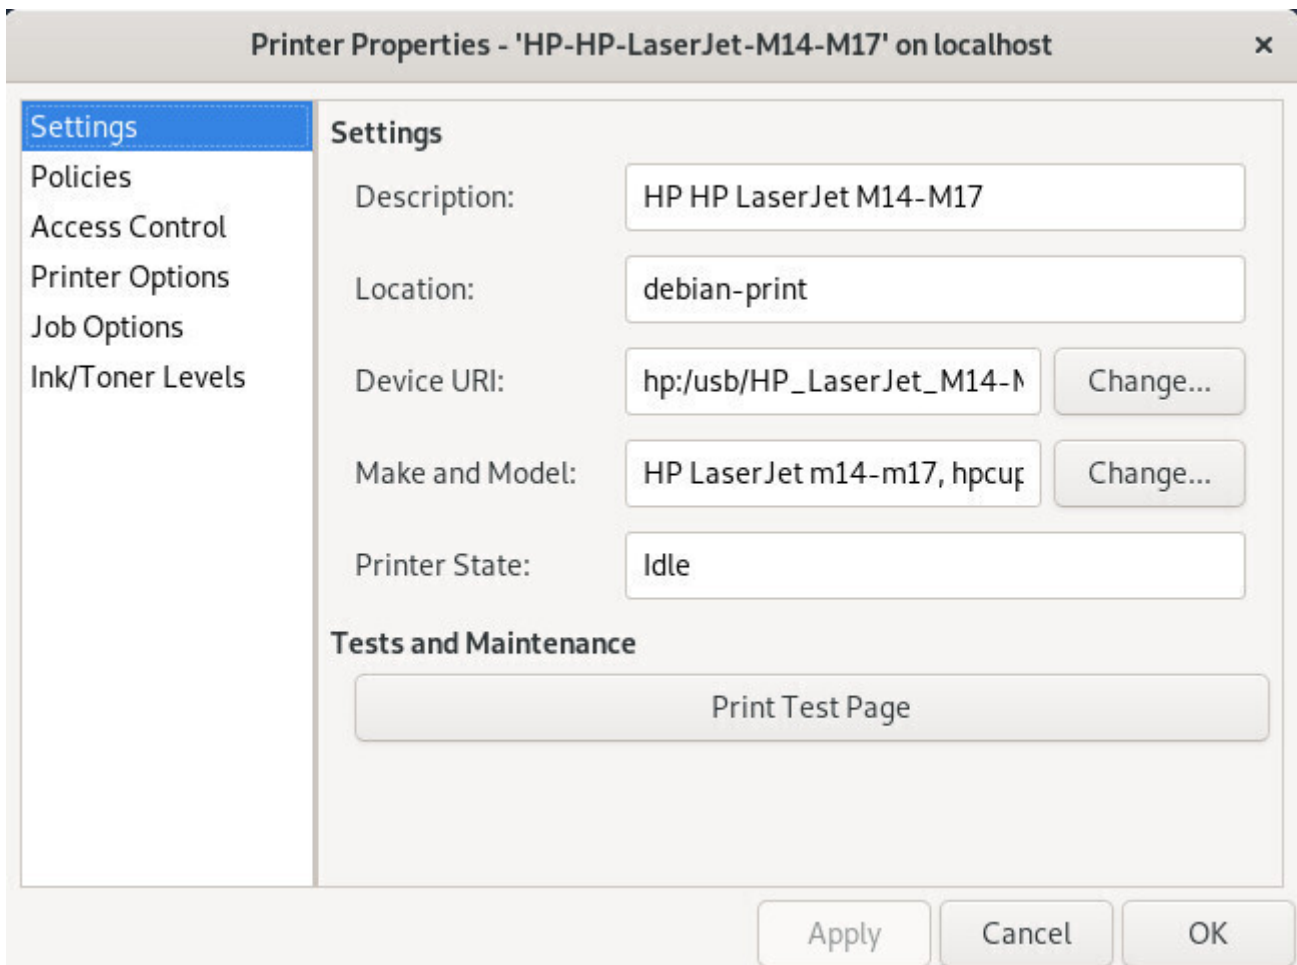 Printer Properties - 'HP-HP-LaserJet-M14-M17' on localhost ×
Settings
Policies
Access Control
Printer Options
Job Options
Ink/Toner Levels
Settings
Description: HP HP LaserJet M14-M17
Location: debian-print
Device URI: hp:/usb/HP_LaserJet_M14- Change...
Make and Model: HP LaserJet m14-m17, Change...
Printer State: Idle
Tests and Maintenance
Print Test Page
Apply Cancel OK